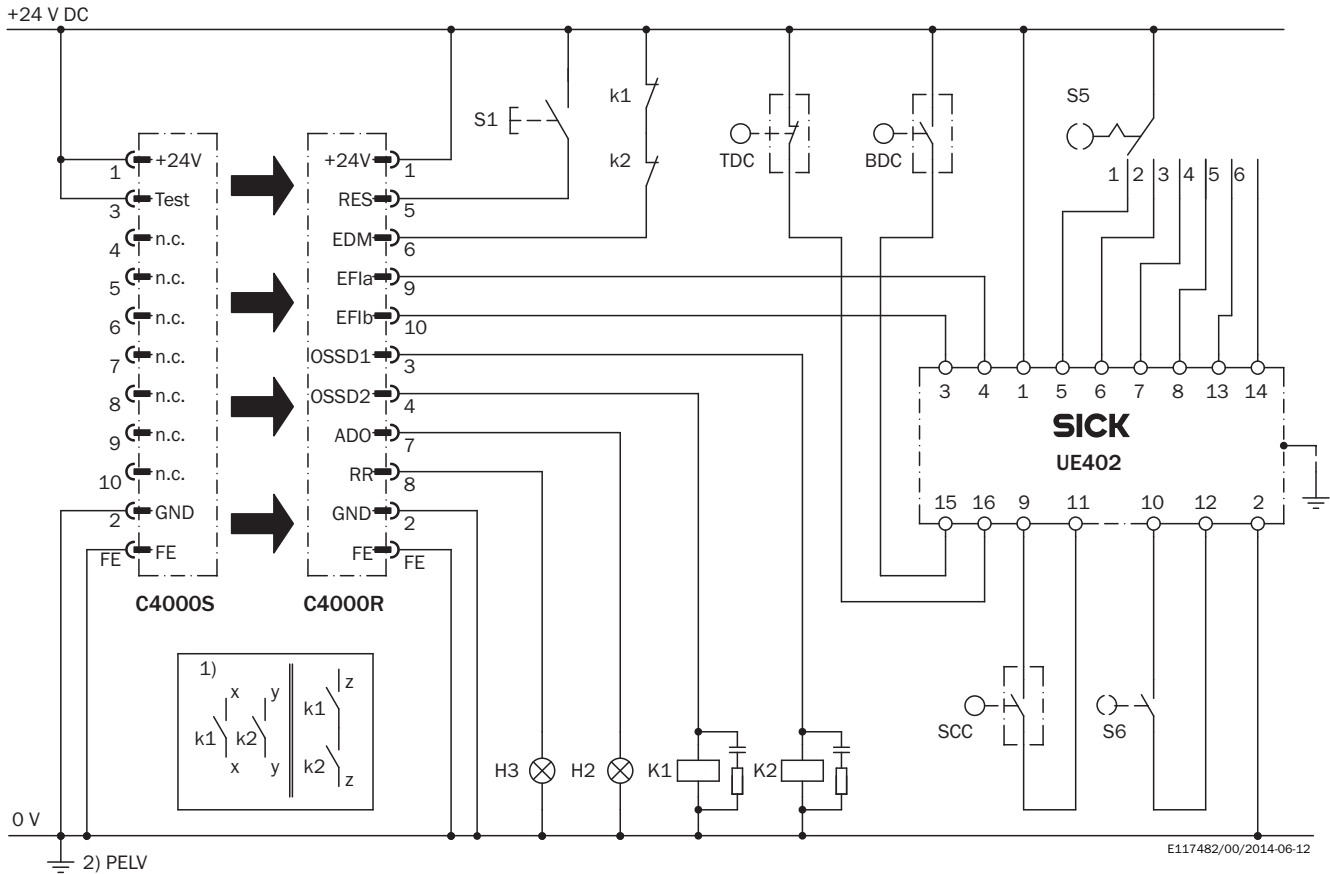 +24 V DC
k1
S1
k2
TDC
BDC
S5
1 2 3 4 5 6
1 +24V
3 Test
4 n.c.
5 n.c.
6 n.c.
7 n.c.
8 n.c.
9 n.c.
10 n.c.
2 GND
FE FE
C4000S
+24V 1
RES 5
EDM 6
EFIa 9
EFIb 10
OSSD1 3
OSSD2 4
ADO 7
RR 8
GND 2
FE FE
C4000R
3 4 1 5 6 7 8 13 14
SICK
UE402
15 16 9 11 10 12 2
1)
x y z
k1 k2 k1
x y k2 z
H3 H2 K1 K2
SCC
S6
0 V
2) PELV
E117482/00/2014-06-12